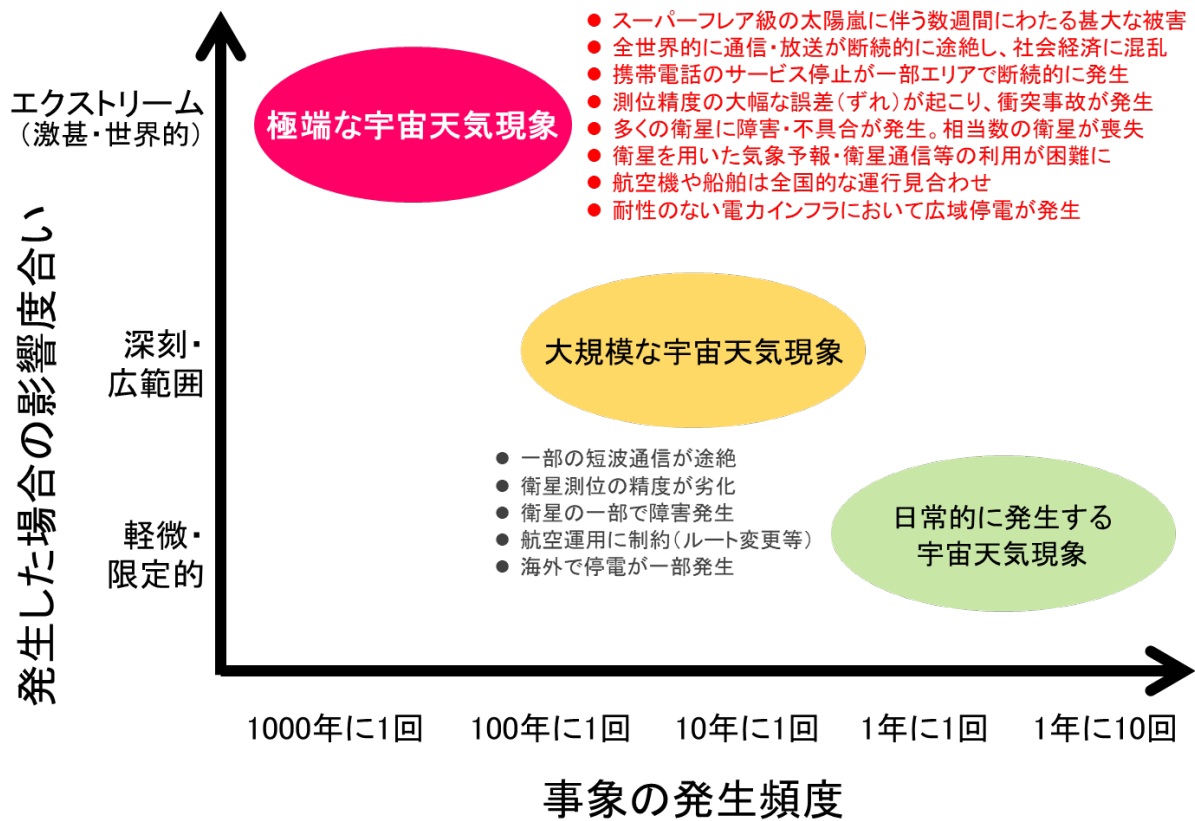 スーパーフレア級の太陽嵐に伴う数週間にわたる甚大な被害
全世界的に通信・放送が断続的に途絶し、社会経済に混乱
携帯電話のサービス停止が一部エリアで断続的に発生
測位精度の大幅な誤差(ずれ)が起こり、衝突事故が発生
多くの衛星に障害・不具合が発生。相当数の衛星が喪失
衛星を用いた気象予報・衛星通信等の利用が困難に
航空機や船舶は全国的な運行見合わせ
耐性のない電力インフラにおいて広域停電が発生
エクストリーム
(激甚・世界的)
極端な宇宙天気現象
発生した場合の影響度合い
深刻・
広範囲
大規模な宇宙天気現象
一部の短波通信が途絶
衛星測位の精度が劣化
衛星の一部で障害発生
航空運用に制約(ルート変更等)
海外で停電が一部発生
軽微・
限定的
日常的に発生する
宇宙天気現象
1000年に1回
100年に1回
10年に1回
1年に1回
1年に10回
事象の発生頻度